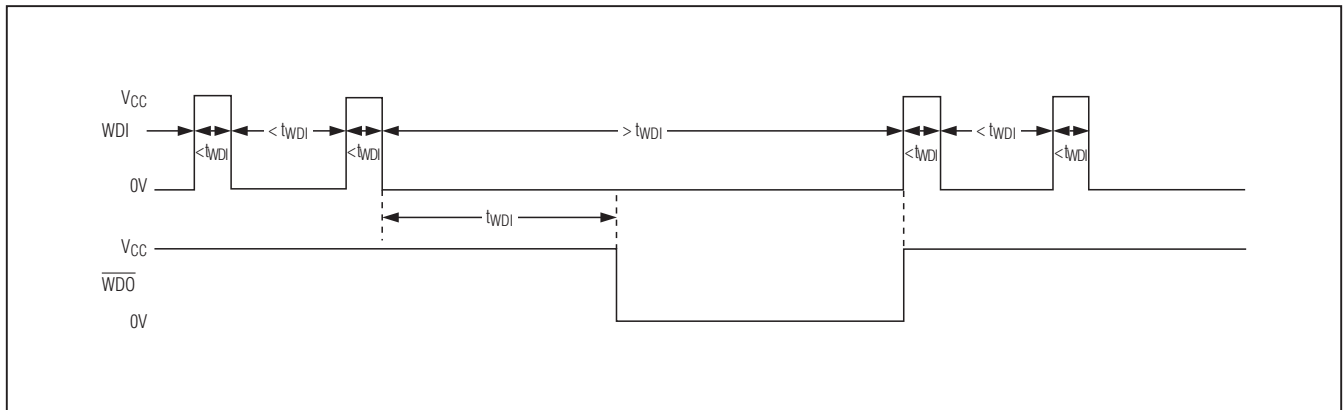 VCC
WDI < tWDI > tWDI < tWDI
<tWDI <tWDI <tWDI <tWDI
0V
tWDI
VCC
WDO
0V